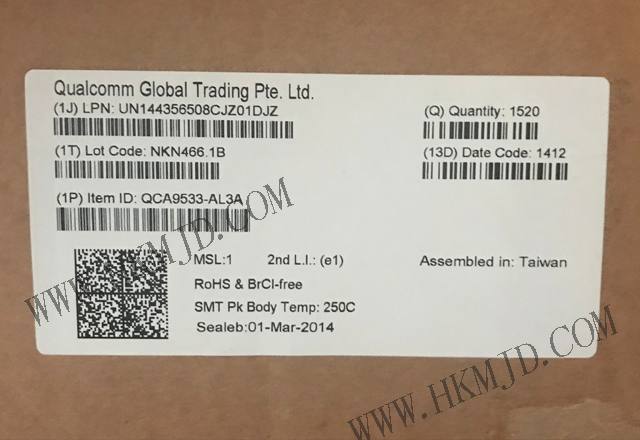 Qualcomm Global Trading Pte. Ltd.
(1J) LPN: UN144356508CJZ01DJZ
(Q) Quantity: 1520
(1T) Lot Code: NKN466.1B
(13D) Date Code: 1412
(1P) Item ID: QCA9533-AL3A
MSL:1 2nd L.I.: (e1)
Assembled in: Taiwan
RoHS & BrCl-free
SMT Pk Body Temp: 250C
Sealeb:01-Mar-2014
WWW.HKMJD.COM
WWW.HKMJD.COM